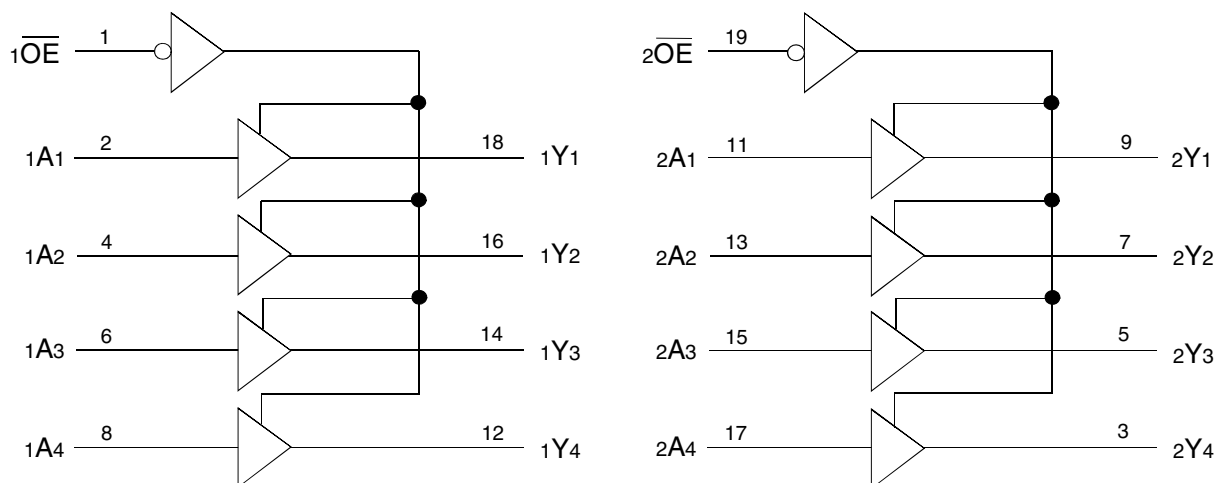 1OE 1 2OE 19
1A1 2 18 1Y1 2A1 11 9 2Y1
1A2 4 16 1Y2 2A2 13 7 2Y2
1A3 6 14 1Y3 2A3 15 5 2Y3
1A4 8 12 1Y4 2A4 17 3 2Y4